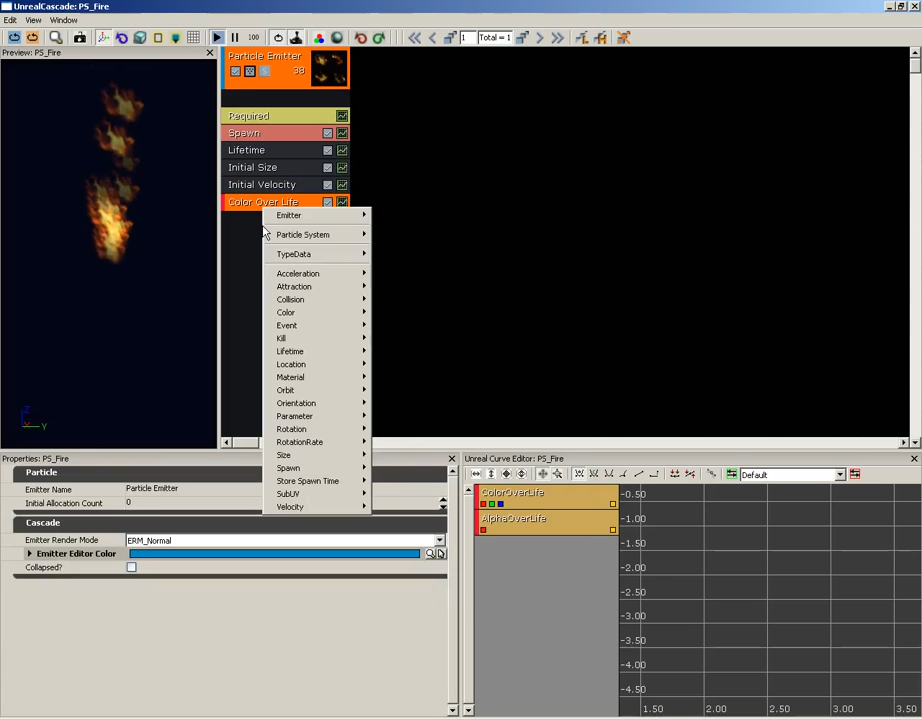 UnrealCascade: PS_Fire
Edit View Window
100 1 Total = 1
Preview: PS_Fire
Particle Emitter
38
Required
Spawn
Lifetime
Initial Size
Initial Velocity
Color Over Life
Emitter
Particle System
TypeData
Acceleration
Attraction
Collision
Color
Event
Kill
Lifetime
Location
Material
Orbit
Orientation
Parameter
Rotation
RotationRate
Size
Spawn
Store Spawn Time
SubUV
Velocity
Z
Y
Properties: PS_Fire
Particle
Emitter Name Particle Emitter
Initial Allocation Count 0
Cascade
Emitter Render Mode ERM_Normal
Emitter Editor Color
Collapsed?
Unreal Curve Editor: PS_Fire
Default
ColorOverLife
AlphaOverLife
-0.50
-1.00
-1.50
-2.00
-2.50
-3.00
-3.50
-4.00
-4.50
1.50 2.00 2.50 3.00 3.50